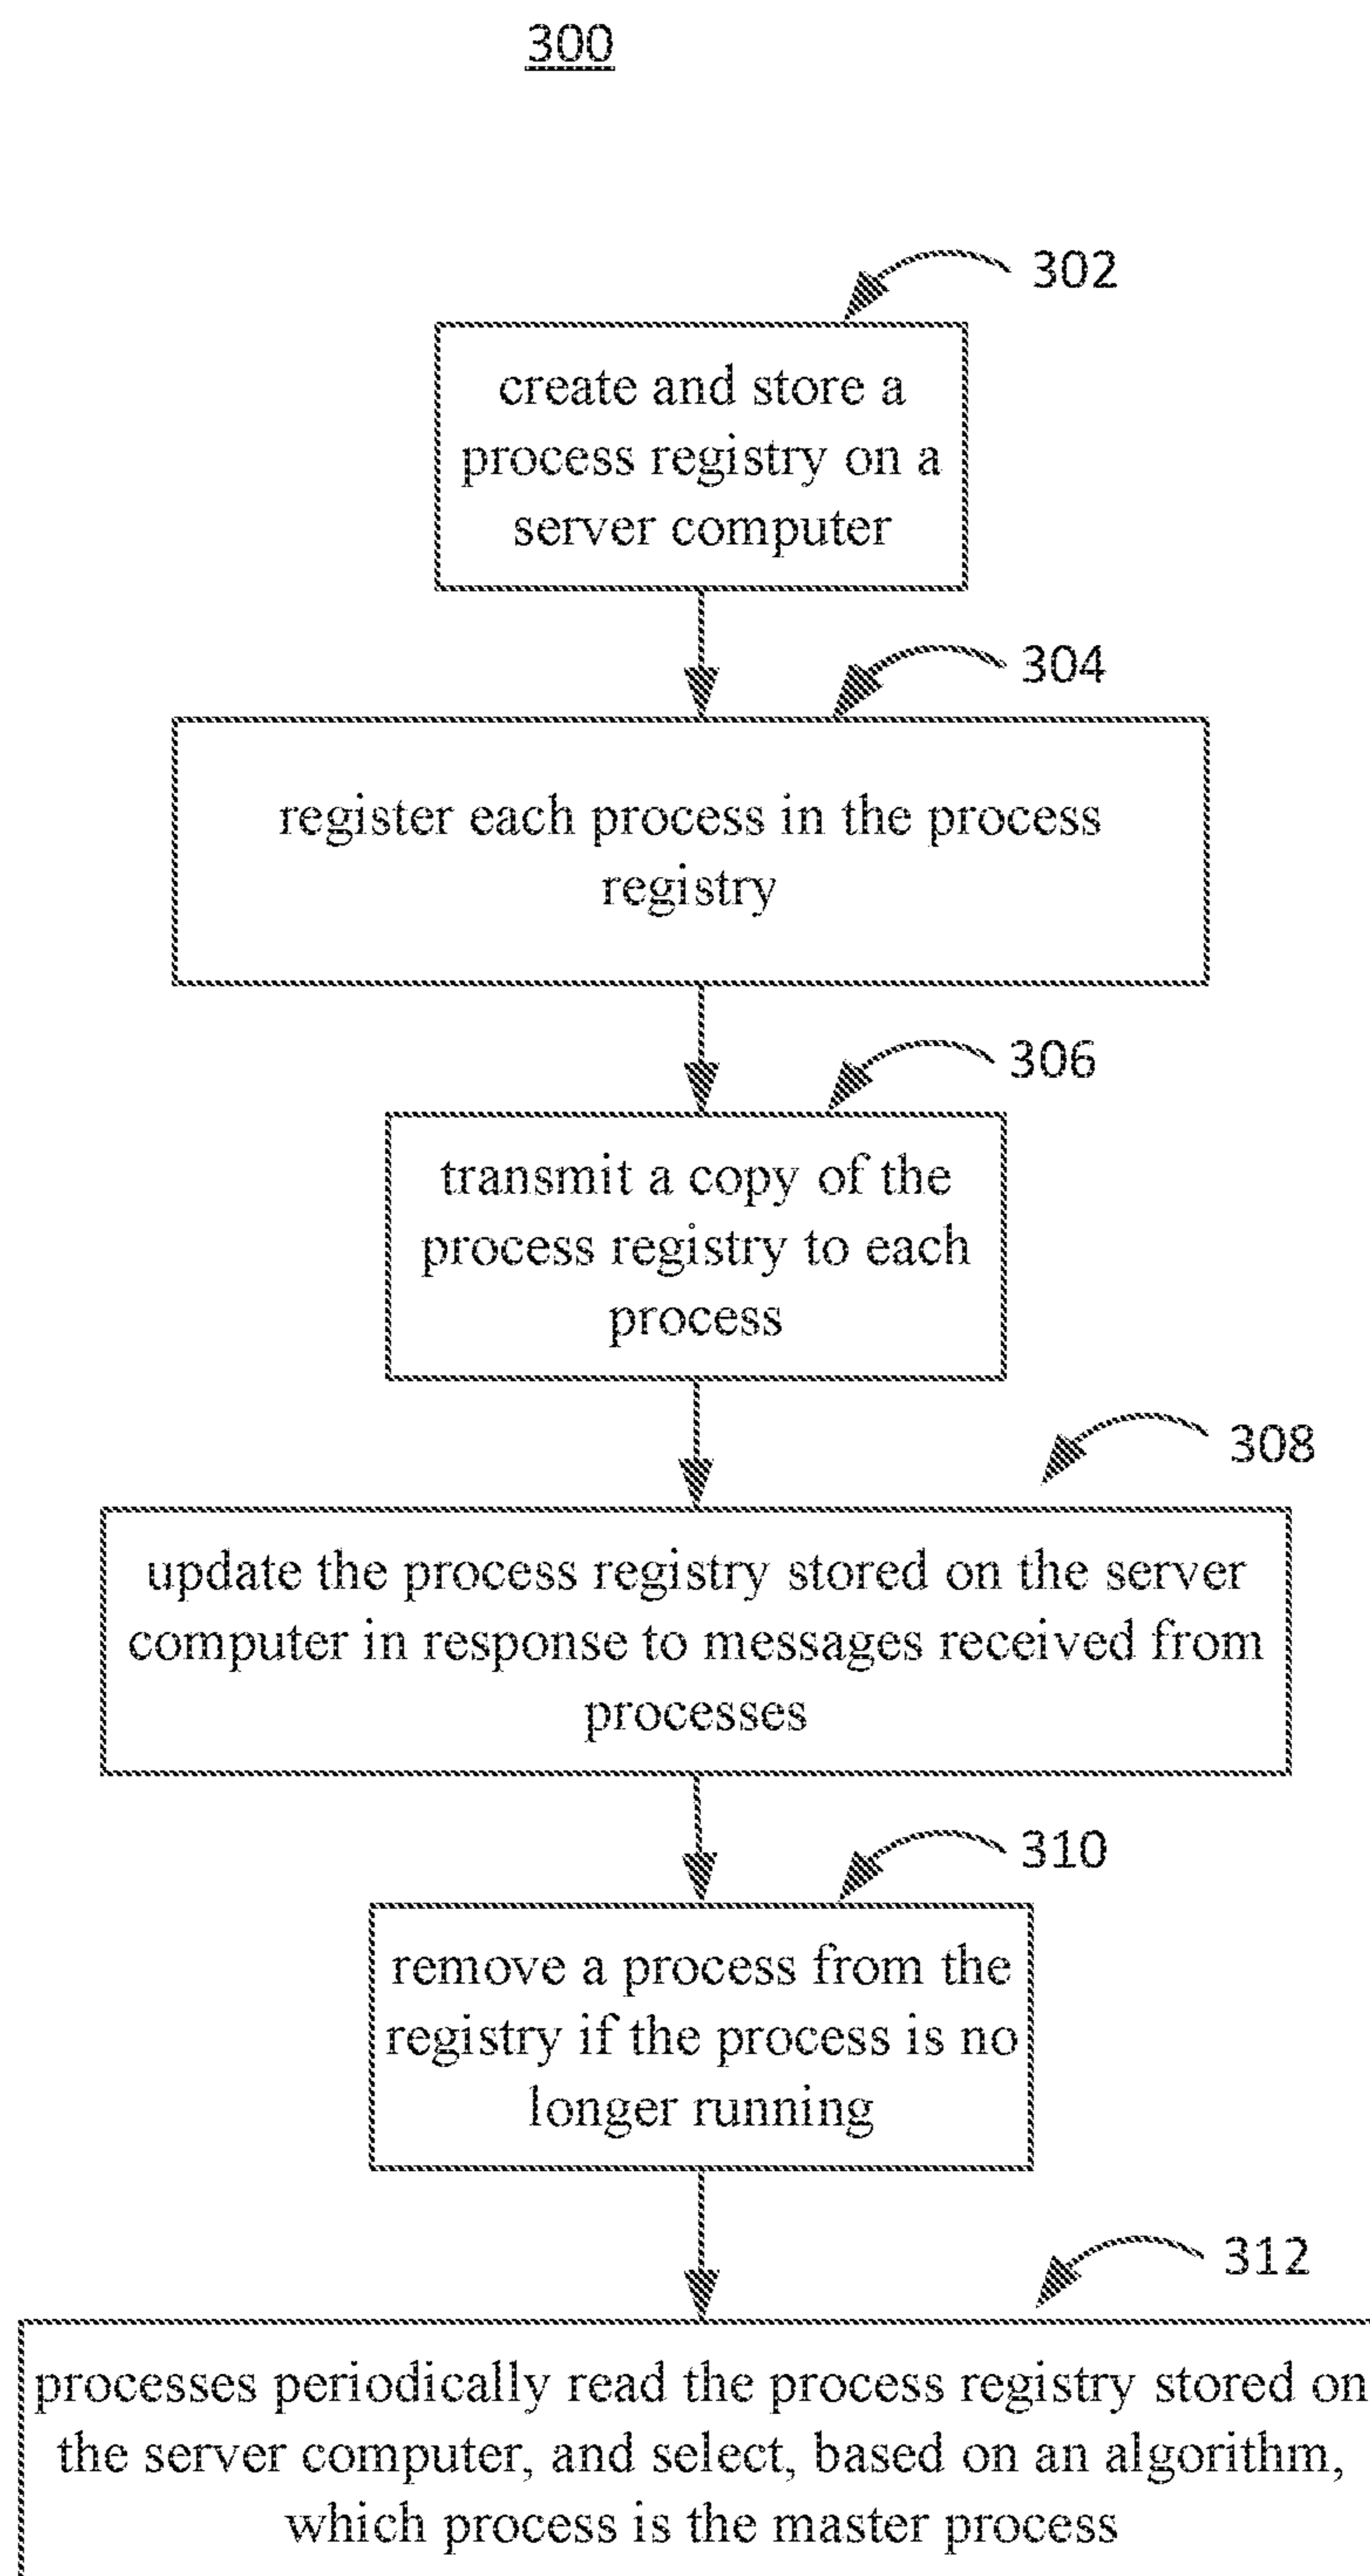 300
302
create and store a
process registry on a
server computer
304
register each process in the process
registry
306
transmit a copy of the
process registry to each
process
308
update the process registry stored on the server
computer in response to messages received from
processes
310
remove a process from the
registry if the process is no
longer running
312
processes periodically read the process registry stored on
the server computer, and select, based on an algorithm,
which process is the master process